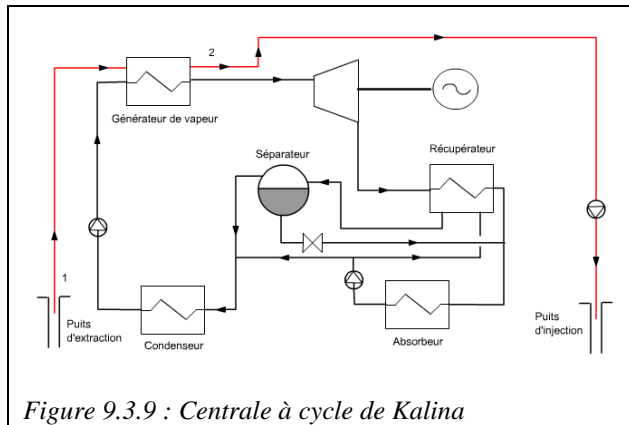 2
Générateur de vapeur
Séparateur
Récupérateur
1
Puits
d'extraction
Condenseur
Absorbeur
Puits
d'injection
Figure 9.3.9 : Centrale à cycle de Kalina